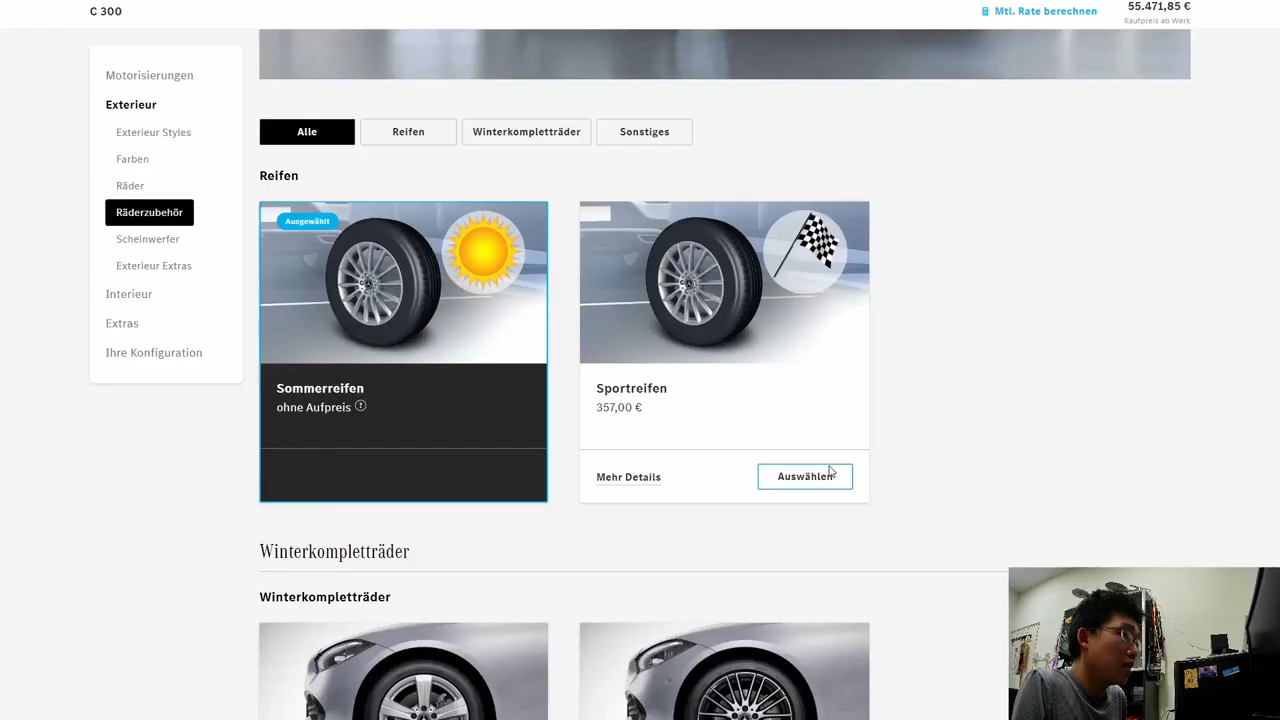 C 300
Mtl. Rate berechnen
55.471,85 €
Kaufpreis ab Werk
Motorisierungen
Exterieur
Exterieur Styles
Farben
Räder
Räderzubehör
Scheinwerfer
Exterieur Extras
Interieur
Extras
Ihre Konfiguration
Alle
Reifen
Winterkompletträder
Sonstiges
Reifen
Ausgewählt
Sommerreifen
ohne Aufpreis ?
Sportreifen
357,00 €
Mehr Details
Auswählen
Winterkompletträder
Winterkompletträder